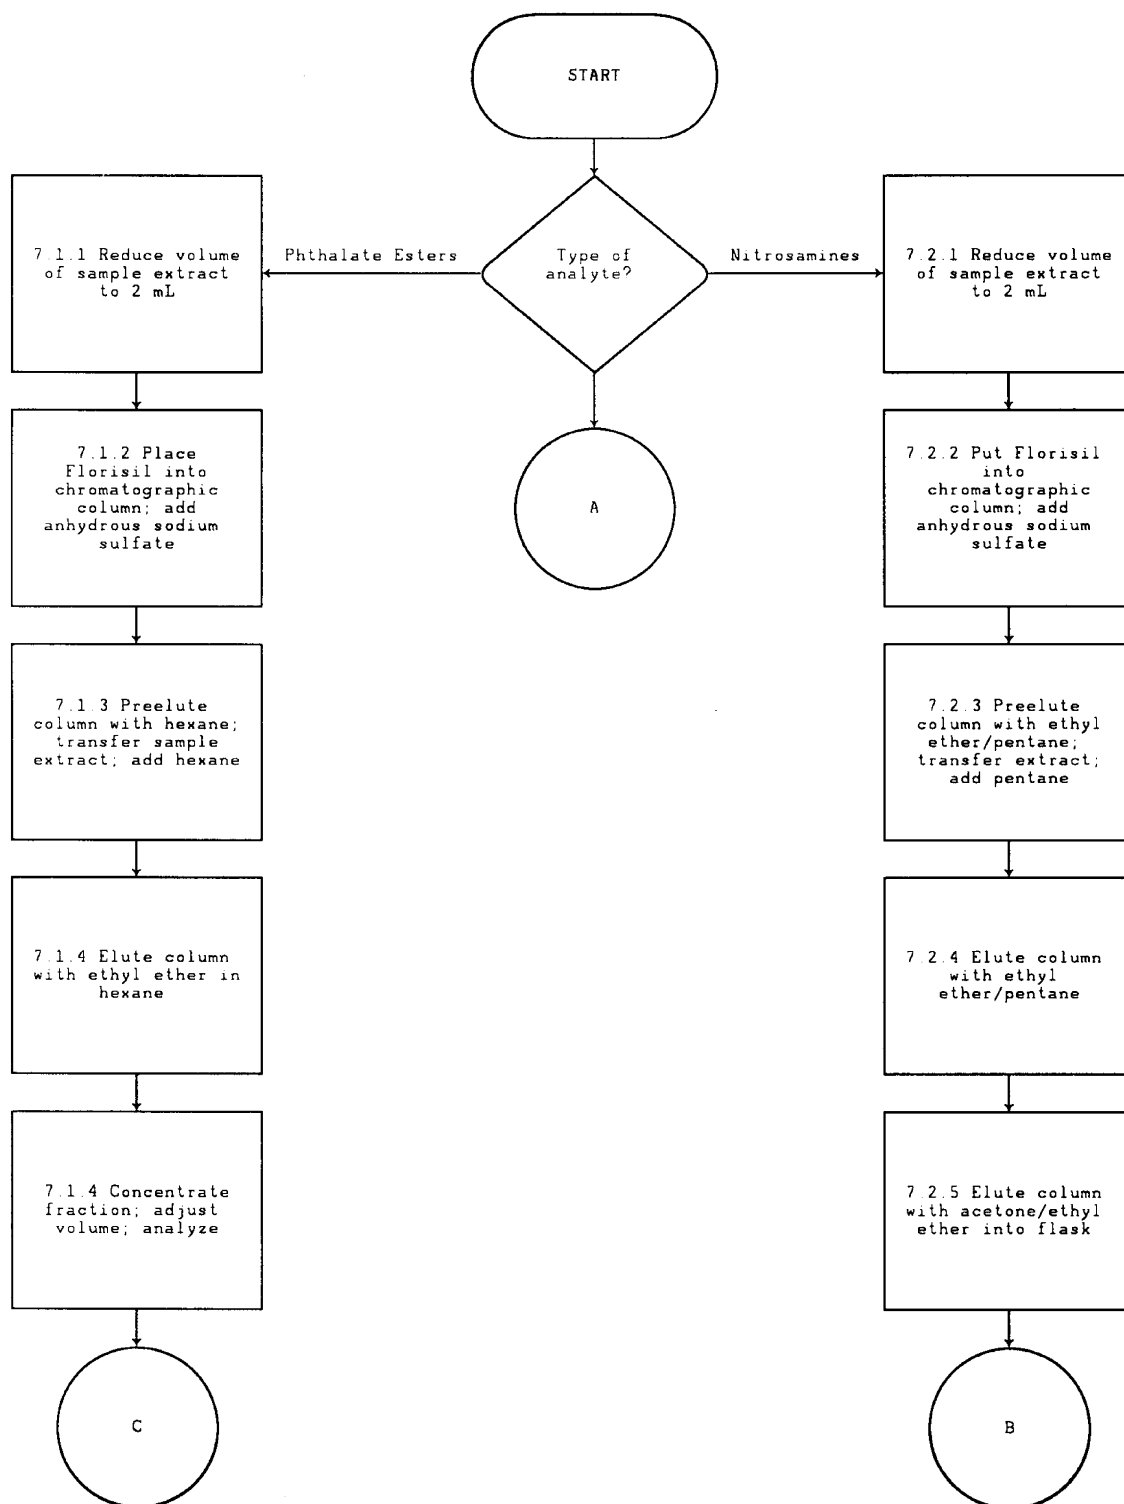 START
Phthalate Esters
Type of
analyte?
Nitrosamines
7.1.1 Reduce volume
of sample extract
to 2 mL
7.2.1 Reduce volume
of sample extract
to 2 mL
7.1.2 Place
Florisil into
chromatographic
column; add
anhydrous sodium
sulfate
A
7.2.2 Put Florisil
into
chromatographic
column; add
anhydrous sodium
sulfate
7.1.3 Preelute
column with hexane;
transfer sample
extract; add hexane
7.2.3 Preelute
column with ethyl
ether/pentane;
transfer extract;
add pentane
7.1.4 Elute column
with ethyl ether in
hexane
7.2.4 Elute column
with ethyl
ether/pentane
7.1.4 Concentrate
fraction; adjust
volume; analyze
7.2.5 Elute column
with acetone/ethyl
ether into flask
C
B